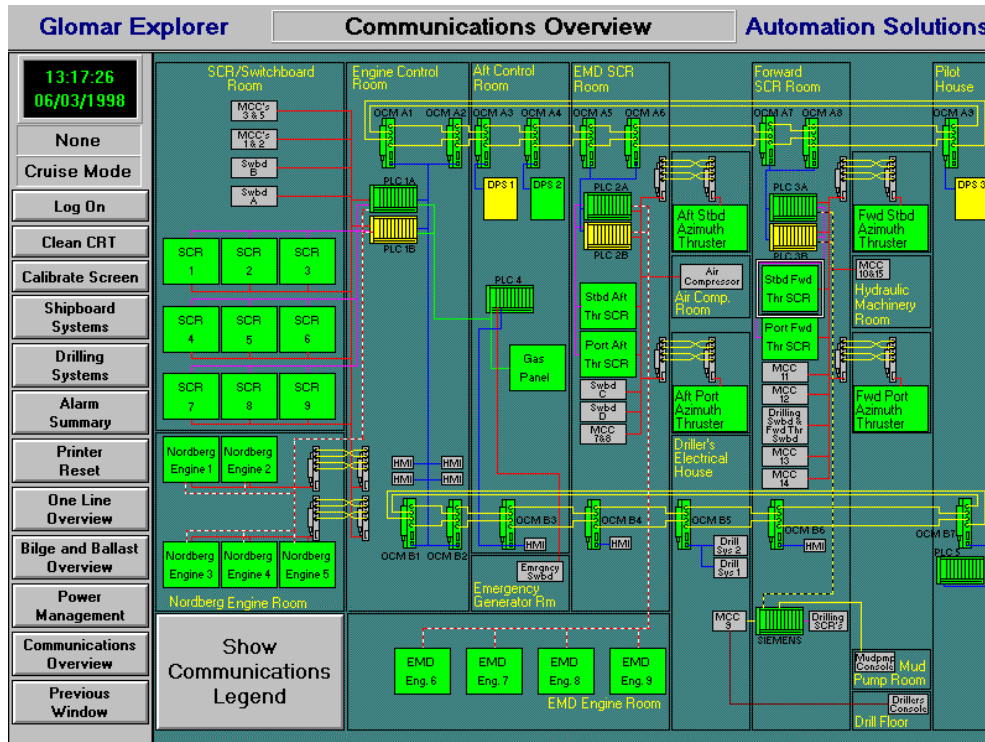 Glomar Explorer
Communications Overview
Automation Solutions
13:17:26
06/03/1998
None
Cruise Mode
Log On
Clean CRT
Calibrate Screen
Shipboard
Systems
Drilling
Systems
Alarm
Summary
Printer
Reset
One Line
Overview
Bilge and Ballast
Overview
Power
Management
Communications
Overview
Previous
Window
SCR/Switchboard
Room
MCC's
3 & 5
MCC's
1 & 2
Swbd
B
Swbd
A
SCR
1
SCR
2
SCR
3
SCR
4
SCR
5
SCR
6
SCR
7
SCR
8
SCR
9
Nordberg
Engine 1
Nordberg
Engine 2
Nordberg
Engine 3
Nordberg
Engine 4
Nordberg
Engine 5
Nordberg Engine Room
Show
Communications
Legend
Engine Control
Room
OCM A1
OCM A2
PLC 1A
PLC 1B
HMI
HMI
HMI
HMI
OCM B1
OCM B2
Aft Control
Room
OCM A3
OCM A4
DPS 1
DPS 2
PLC 4
Gas
Panel
OCM B3
HMI
Emrgncy
Swbd
Emergency
Generator Rm
EMD SCR
Room
OCM A5
OCM A6
PLC 2A
PLC 2B
Stbd Aft
Thr SCR
Port Aft
Thr SCR
Swbd
C
Swbd
D
MCC
7&8
OCM B4
HMI
EMD
Eng. 6
EMD
Eng. 7
EMD
Eng. 8
EMD
Eng. 9
EMD Engine Room
Aft Stbd
Azimuth
Thruster
Air
Compressor
Air Comp.
Room
Aft Port
Azimuth
Thruster
Driller's
Electrical
House
OCM B5
Drill
Sys 2
Drill
Sys 1
Forward
SCR Room
OCM A7
OCM A8
PLC 3A
PLC 3B
Stbd Fwd
Thr SCR
Port Fwd
Thr SCR
MCC
11
MCC
12
Drilling
Swbd &
Fwd Thr
Swbd
MCC
13
MCC
14
OCM B6
HMI
MCC
9
SIEMENS
Drilling
SCR's
Fwd Stbd
Azimuth
Thruster
MCC
10&15
Hydraulic
Machinery
Room
Fwd Port
Azimuth
Thruster
Mudpmp
Console
Mud
Pump Room
Drillers
Console
Drill Floor
Pilot
House
OCM A9
DPS 3
OCM B7
PLC 5